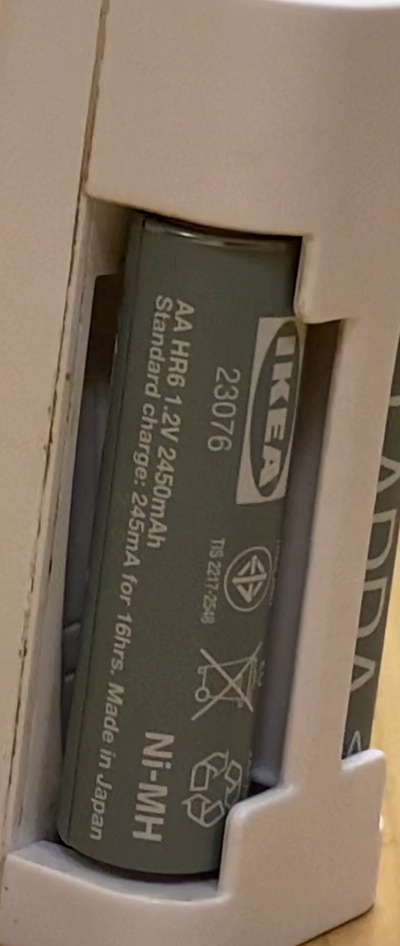 IKEA
23076
AA HR6 1.2V 2450mAh
Standard charge: 245mA for 16hrs. Made in Japan
TIS 2217-2548
Ni-MH
LADDA